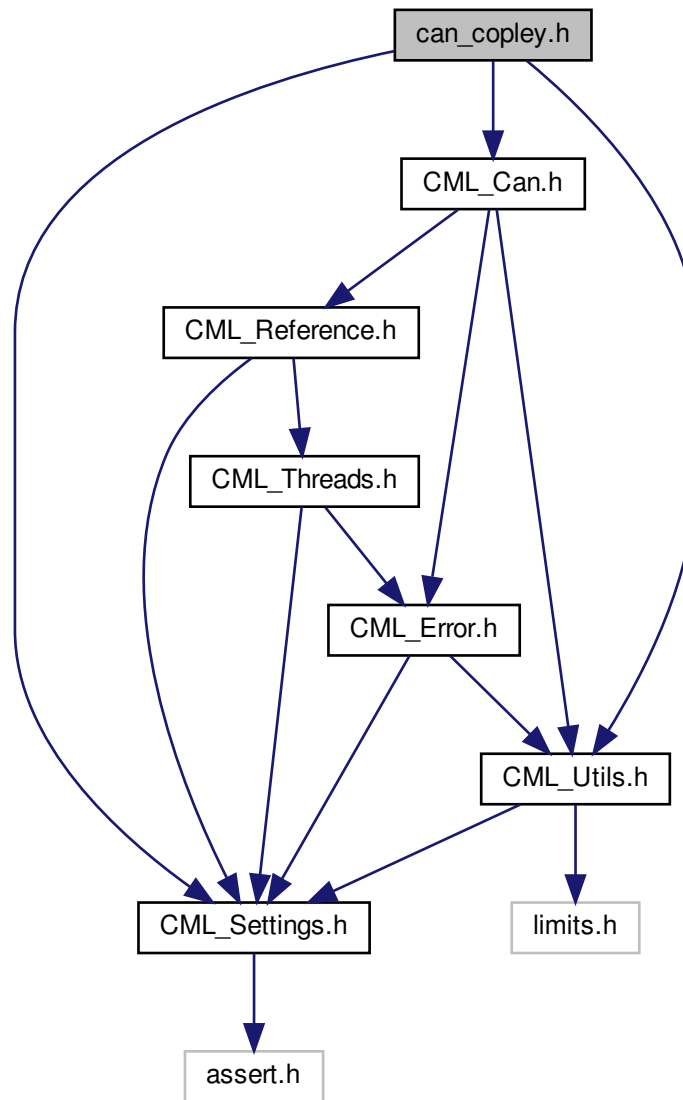 can_copley.h
CML_Can.h
CML_Reference.h
CML_Threads.h
CML_Error.h
CML_Utils.h
CML_Settings.h
limits.h
assert.h